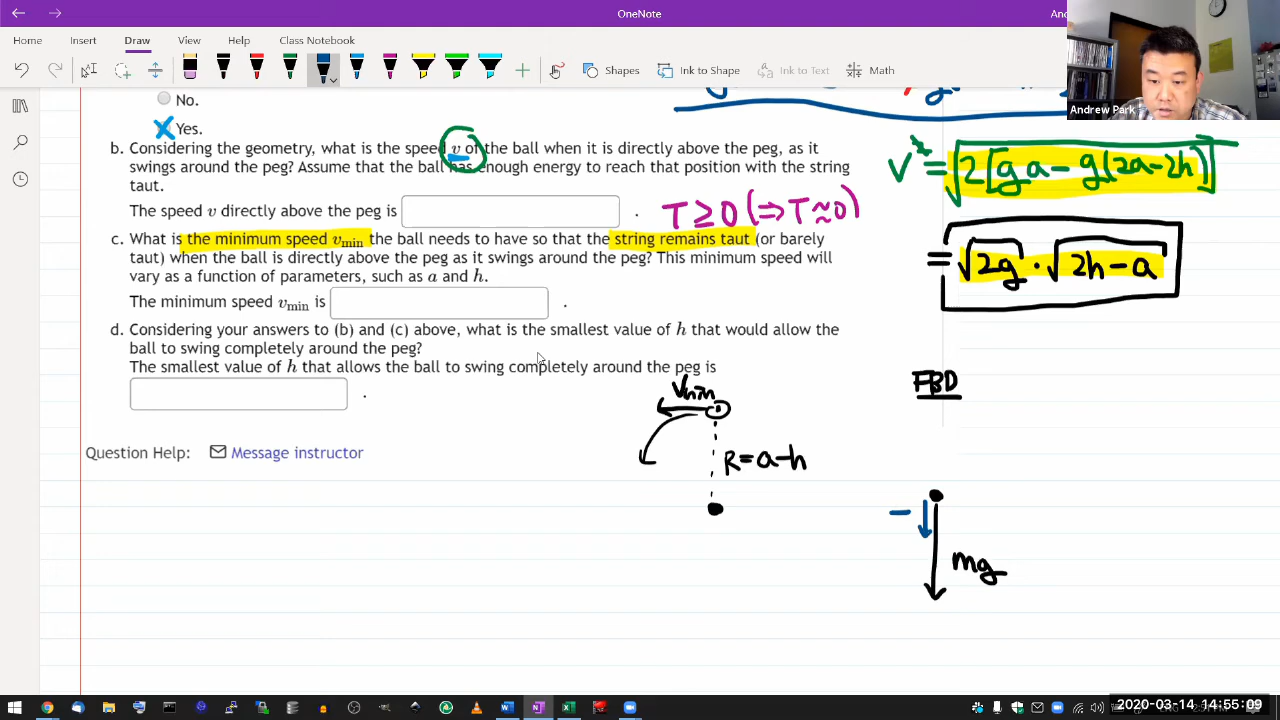 OneNote
And
Home Insert Draw View Help Class Notebook
Shapes Ink to Shape Ink to Text Math
Andrew Park
No.
Yes.
b. Considering the geometry, what is the speed v of the ball when it is directly above the peg, as it
swings around the peg? Assume that the ball has enough energy to reach that position with the string
taut.
The speed v directly above the peg is .
T ≥ 0 (⇒ T ≈ 0)
c. What is the minimum speed vmin the ball needs to have so that the string remains taut (or barely
taut) when the ball is directly above the peg as it swings around the peg? This minimum speed will
vary as a function of parameters, such as a and h.
The minimum speed vmin is .
d. Considering your answers to (b) and (c) above, what is the smallest value of h that would allow the
ball to swing completely around the peg?
The smallest value of h that allows the ball to swing completely around the peg is
.
Question Help: Message instructor
= √2[ga - g(2a-2h)]
= √2g · √2h - a
FBD
Vmin
R = a-h
−
mg
2020-03-14 14:55:09